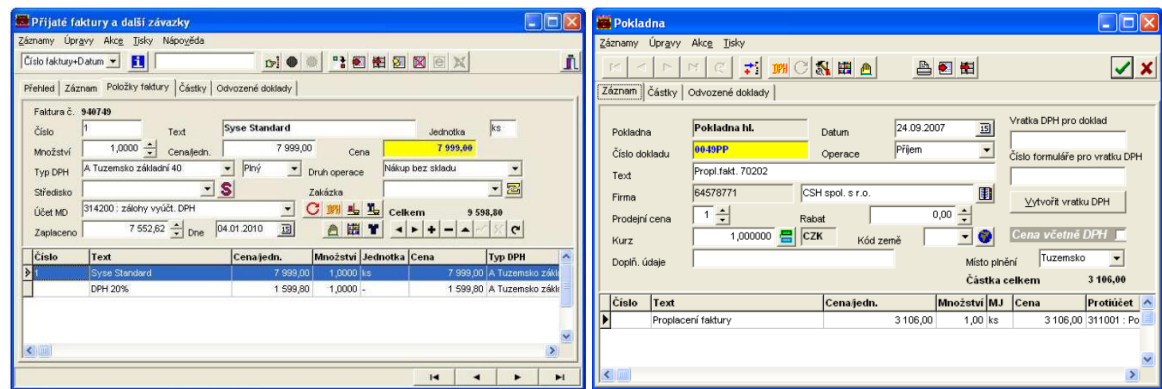 Přijaté faktury a další závazky
Záznamy Úpravy Akce Tisky Nápověda
Číslo faktury+Datum
Přehled Záznam Položky faktury Částky Odvozené doklady
Faktura č. 940749
Číslo 1 Text Syse Standard Jednotka ks
Množství 1,0000 Cena/jedn. 7 999,00 Cena 7 999,00
Typ DPH A Tuzemsko základní 40 Plný Druh operace Nákup bez skladu
Středisko S Zakázka
Účet MD 314200 : zálohy vyúčt. DPH Celkem 9 598,80
Zaplaceno 7 552,62 Dne 04.01.2010 15
Číslo Text Cena/jedn. Množství Jednotka Cena Typ DPH
1 Syse Standard 7 999,00 1,0000 ks 7 999,00 A Tuzemsko zákl
DPH 20% 1 599,80 1,0000 - 1 599,80 A Tuzemsko zákl
Pokladna
Záznamy Úpravy Akce Tisky
DPH
Záznam Částky Odvozené doklady
Pokladna Pokladna hl. Datum 24.09.2007 15 Vratka DPH pro doklad
Číslo dokladu 0049PP Operace Příjem Číslo formuláře pro vratku DPH
Text Propl.fakt. 70202
Firma 64578771 CSH spol. s r.o. Vytvořit vratku DPH
Prodejní cena 1 Rabat 0,00
Kurz 1,000000 CZK Kód země Cena včetně DPH
Doplň. údaje Místo plnění Tuzemsko
Částka celkem 3 106,00
Číslo Text Cena/jedn. Množství MJ Cena Protiúčet
Proplacení faktury 3 106,00 1,00 ks 3 106,00 311001 : Po